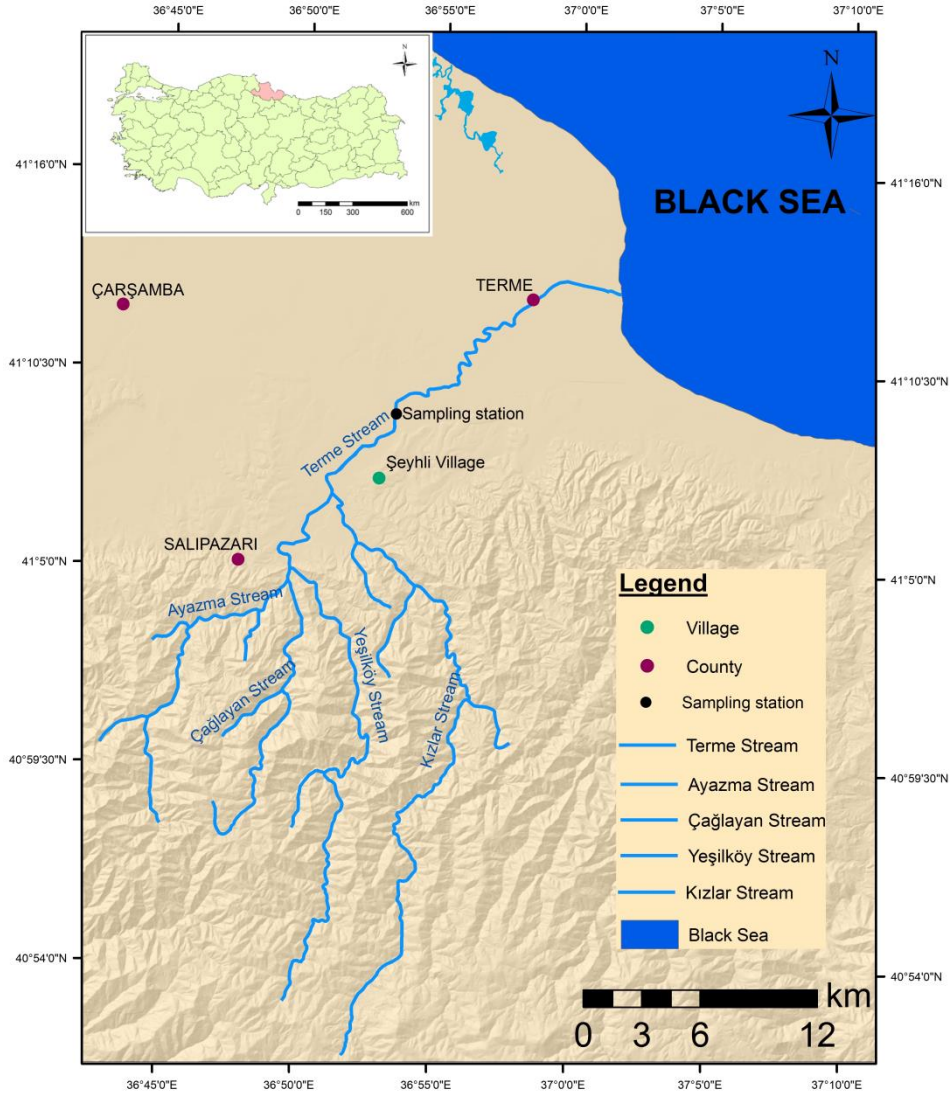 36°45'0"E
36°50'0"E
36°55'0"E
37°0'0"E
37°5'0"E
37°10'0"E
N
km
0 150 300 600
N
41°16'0"N
41°16'0"N
BLACK SEA
ÇARŞAMBA
TERME
41°10'30"N
41°10'30"N
Sampling station
Terme Stream
Şeyhli Village
SALIPAZARI
41°5'0"N
41°5'0"N
Ayazma Stream
Çağlayan Stream
Yeşilköy Stream
Kızlar Stream
Legend
Village
County
Sampling station
Terme Stream
Ayazma Stream
Çağlayan Stream
Yeşilköy Stream
Kızlar Stream
Black Sea
40°59'30"N
40°59'30"N
40°54'0"N
40°54'0"N
km
0 3 6 12
36°45'0"E
36°50'0"E
36°55'0"E
37°0'0"E
37°5'0"E
37°10'0"E